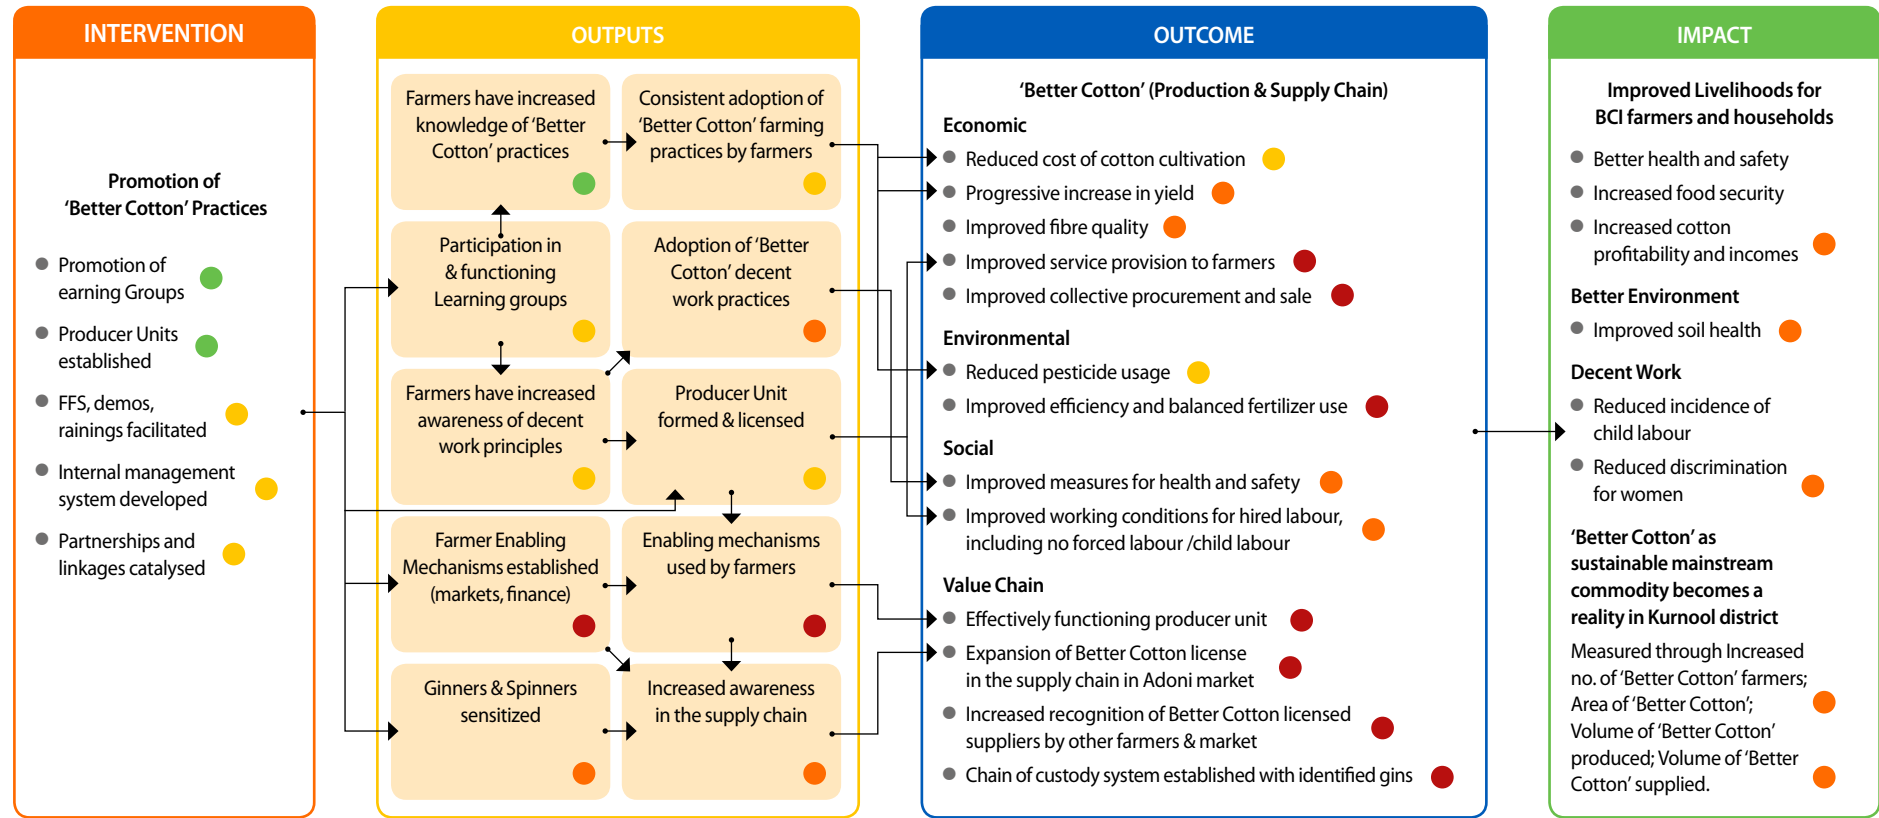 INTERVENTION
Promotion of
‘Better Cotton’ Practices
Promotion of
earning Groups
Producer Units
established
FFS, demos,
rainings facilitated
Internal management
system developed
Partnerships and
linkages catalysed
OUTPUTS
Farmers have increased
knowledge of ‘Better
Cotton’ practices
Consistent adoption of
‘Better Cotton’ farming
practices by farmers
Participation in
& functioning
Learning groups
Adoption of ‘Better
Cotton’ decent
work practices
Farmers have increased
awareness of decent
work principles
Producer Unit
formed & licensed
Farmer Enabling
Mechanisms established
(markets, finance)
Enabling mechanisms
used by farmers
Ginners & Spinners
sensitized
Increased awareness
in the supply chain
OUTCOME
‘Better Cotton’ (Production & Supply Chain)
Economic
Reduced cost of cotton cultivation
Progressive increase in yield
Improved fibre quality
Improved service provision to farmers
Improved collective procurement and sale
Environmental
Reduced pesticide usage
Improved efficiency and balanced fertilizer use
Social
Improved measures for health and safety
Improved working conditions for hired labour,
including no forced labour /child labour
Value Chain
Effectively functioning producer unit
Expansion of Better Cotton license
in the supply chain in Adoni market
Increased recognition of Better Cotton licensed
suppliers by other farmers & market
Chain of custody system established with identified gins
IMPACT
Improved Livelihoods for
BCI farmers and households
Better health and safety
Increased food security
Increased cotton
profitability and incomes
Better Environment
Improved soil health
Decent Work
Reduced incidence of
child labour
Reduced discrimination
for women
‘Better Cotton’ as
sustainable mainstream
commodity becomes a
reality in Kurnool district
Measured through Increased
no. of ‘Better Cotton’ farmers;
Area of ‘Better Cotton’;
Volume of ‘Better Cotton’
produced; Volume of ‘Better
Cotton’ supplied.